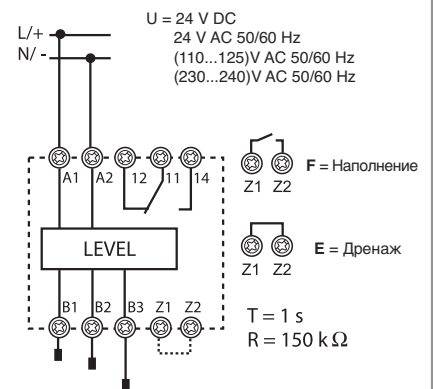 U = 24 V DC
24 V AC 50/60 Hz
(110...125)V AC 50/60 Hz
(230...240)V AC 50/60 Hz
L/+
N/ -
A1 A2 12 11 14
LEVEL
B1 B2 B3 Z1 Z2
Z1 Z2
F = Наполнение
Z1 Z2
E = Дренаж
T = 1 s
R = 150 k Ω